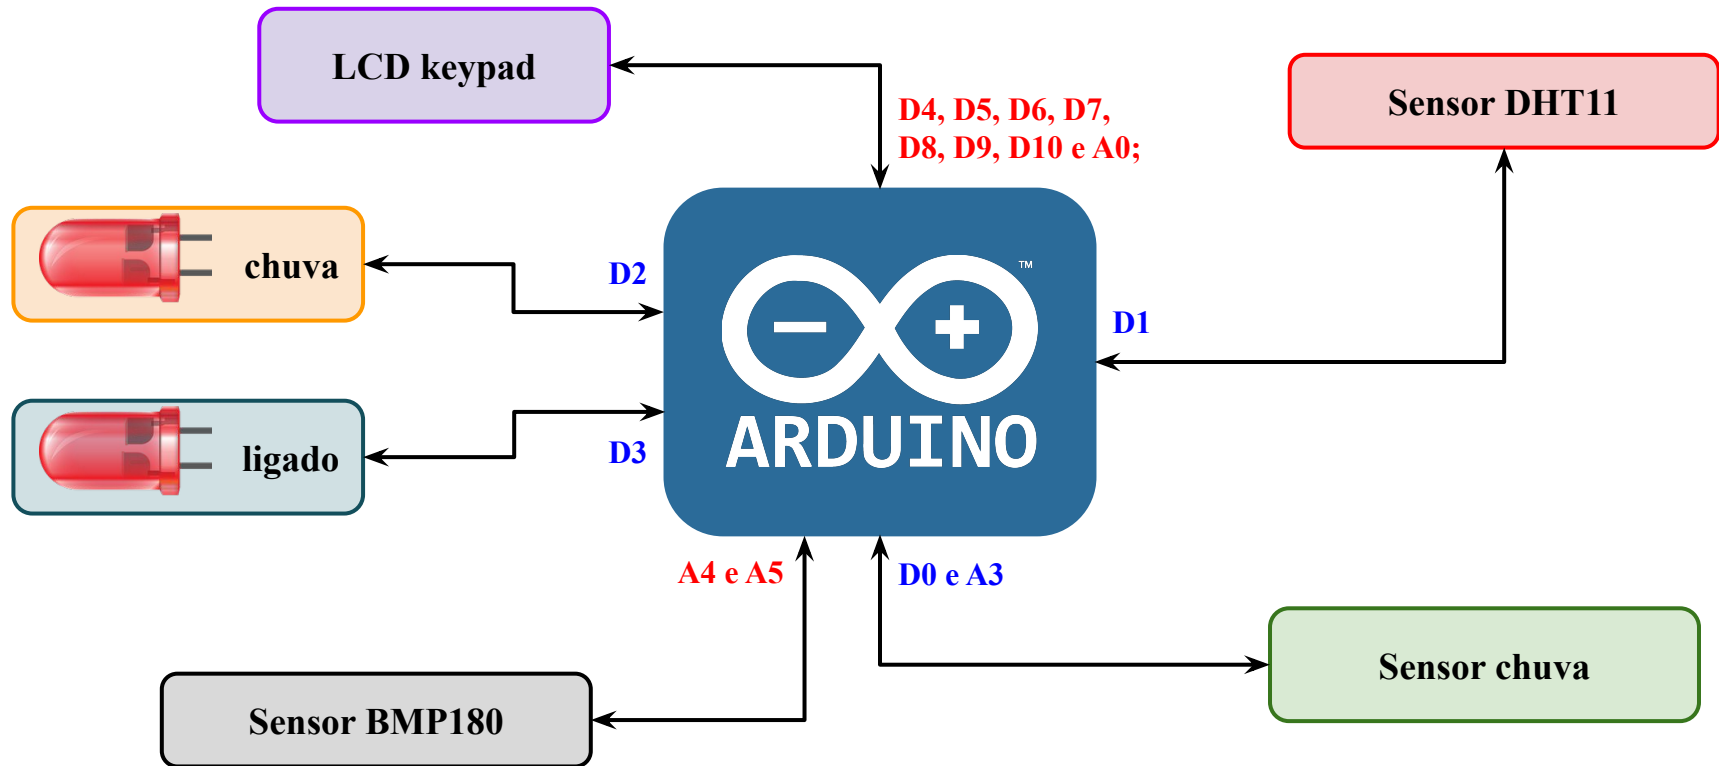 LCD keypad
D4, D5, D6, D7,
D8, D9, D10 e A0;
Sensor DHT11
chuva
D2
™
D1
ligado
D3
ARDUINO
A4 e A5
D0 e A3
Sensor chuva
Sensor BMP180